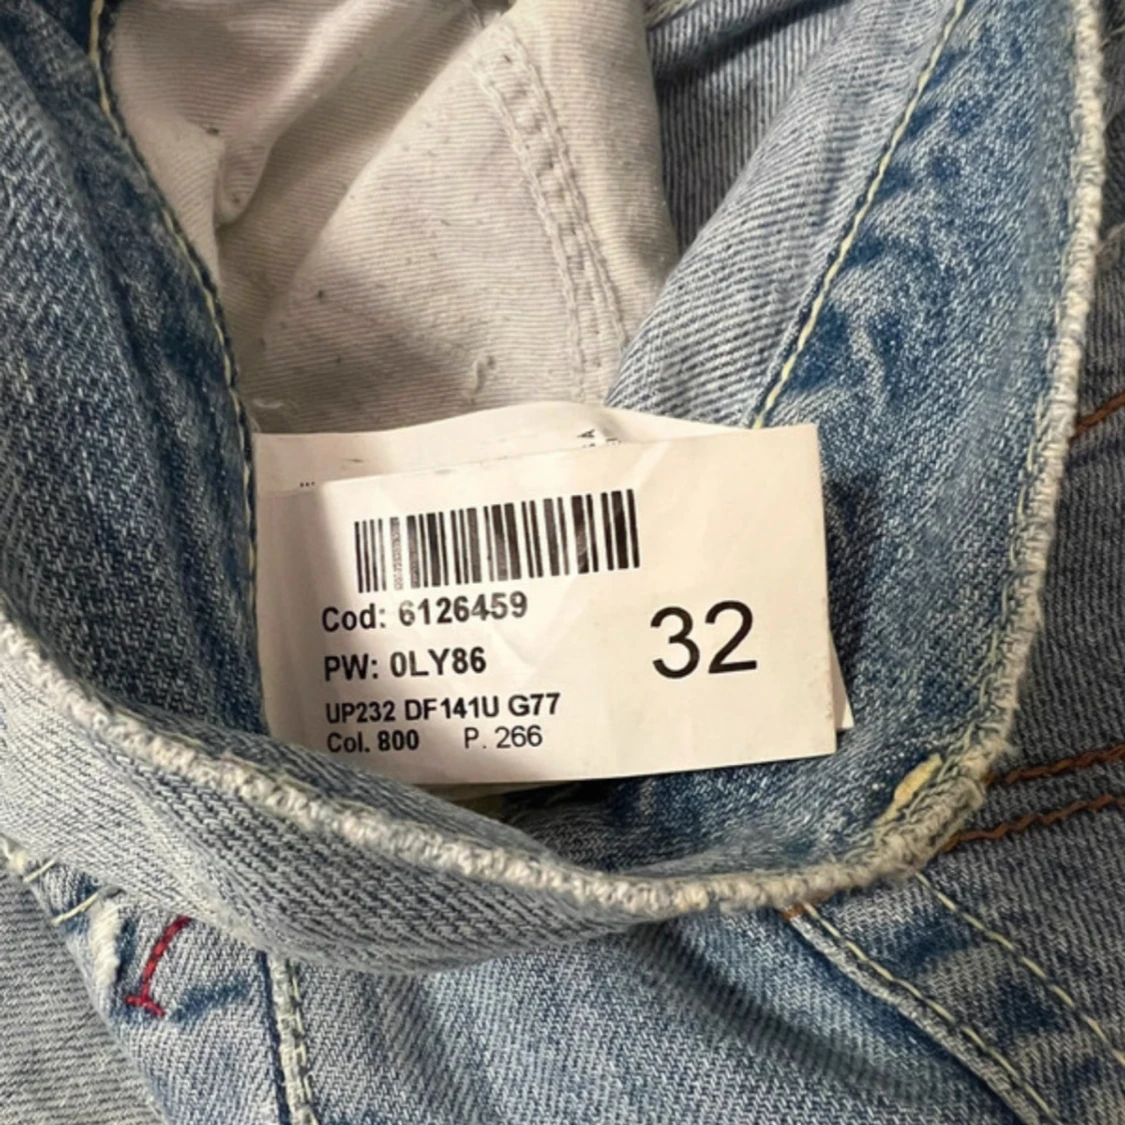 Cod: 6126459
32
PW: 0LY86
UP232 DF141U G77
Col. 800 P. 266